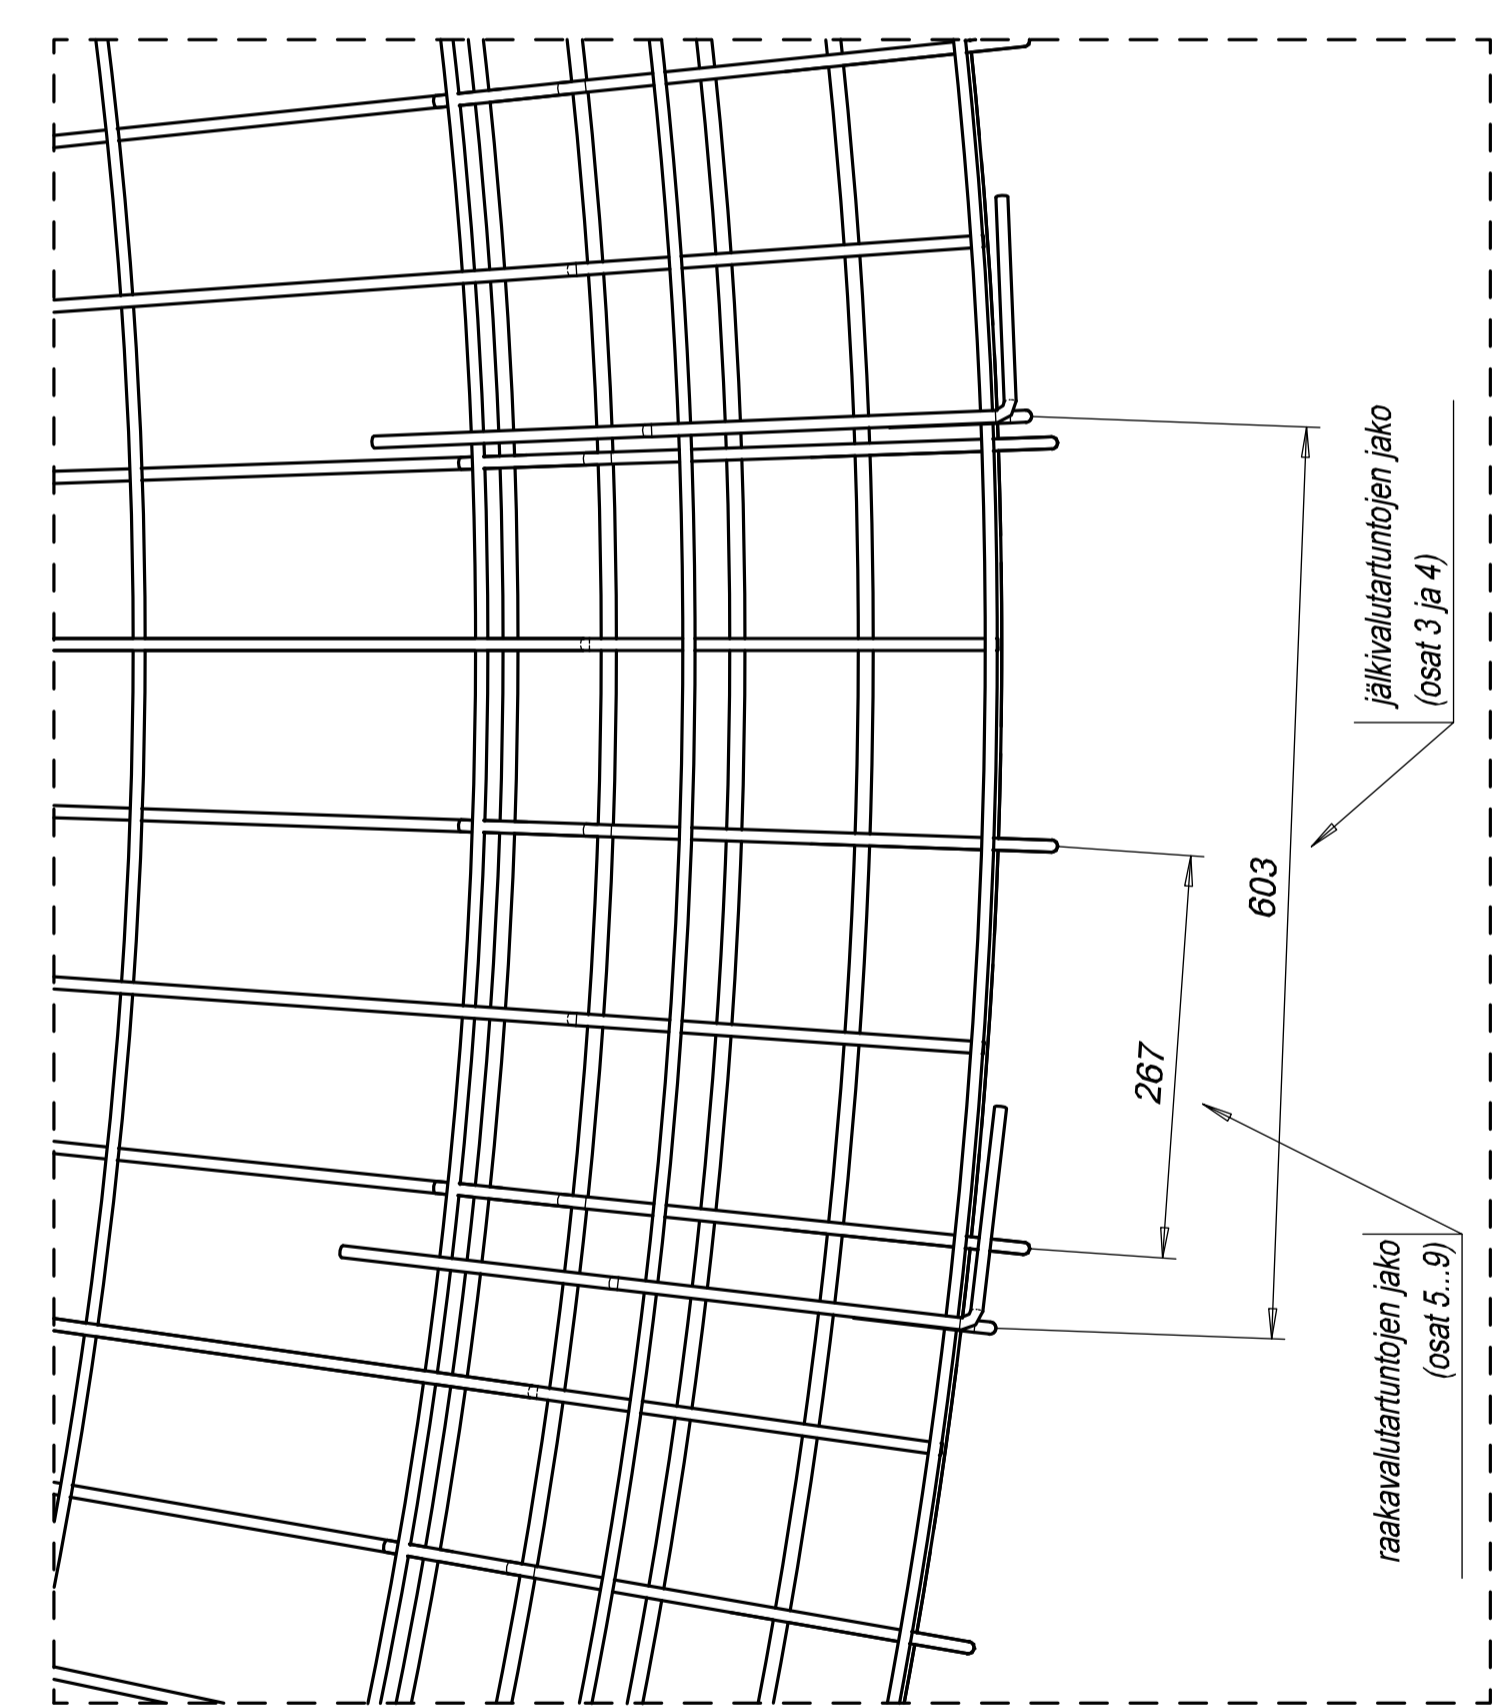 jälkivalutartuntojen jako
(osat 3 ja 4)
603
267
raakavalutartuntojen jako
(osat 5...9)